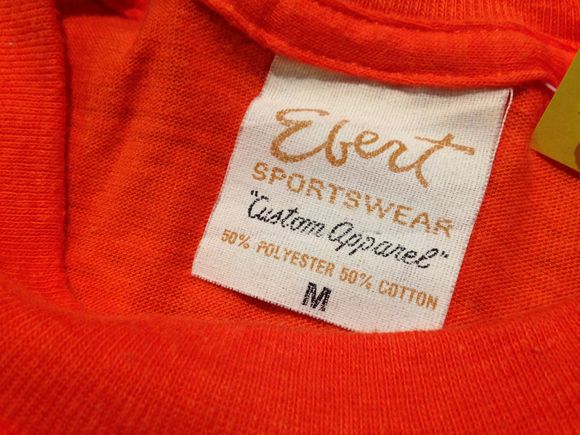 Ebert
SPORTSWEAR
"Custom Apparel"
50% POLYESTER 50% COTTON
M